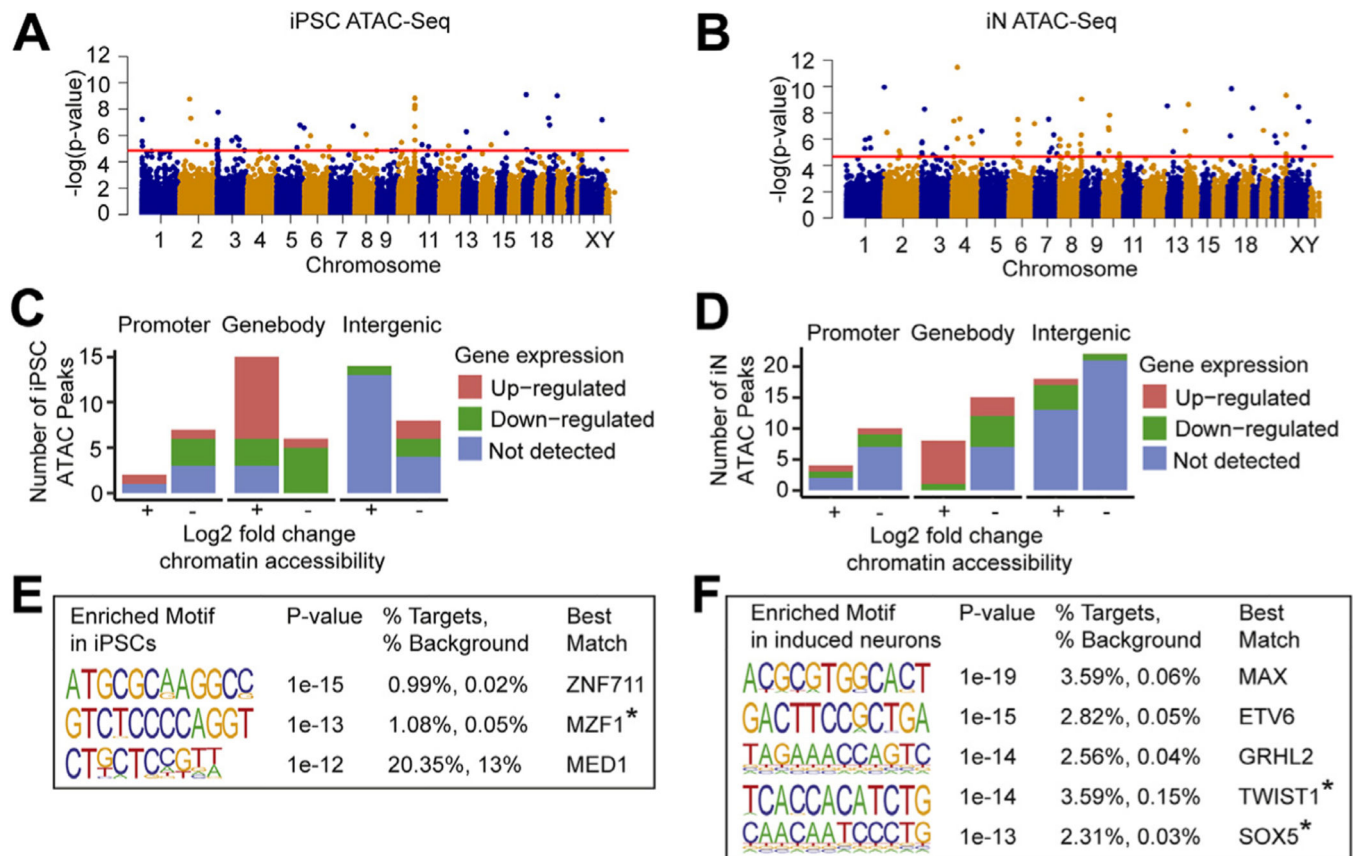 A
iPSC ATAC-Seq
-log(p-value)
12
10
8
6
4
2
0
1 2 3 4 5 6 7 8 9 11 13 15 18 XY
Chromosome
B
iN ATAC-Seq
-log(p-value)
12
10
8
6
4
2
0
1 2 3 4 5 6 7 8 9 11 13 15 18 XY
Chromosome
C
Promoter Genebody Intergenic
Number of iPSC
ATAC Peaks
15
10
5
0
+ - + - + -
Log2 fold change
chromatin accessibility
Gene expression
Up-regulated
Down-regulated
Not detected
D
Promoter Genebody Intergenic
Number of iN
ATAC Peaks
20
15
10
5
0
+ - + - + -
Log2 fold change
chromatin accessibility
Gene expression
Up-regulated
Down-regulated
Not detected
E
Enriched Motif P-value % Targets, Best
in iPSCs % Background Match
ATGCGCAAGGCC 1e-15 0.99%, 0.02% ZNF711
GTCTCCCCAGGT 1e-13 1.08%, 0.05% MZF1*
CTGCTCCGTT 1e-12 20.35%, 13% MED1
F
Enriched Motif P-value % Targets, Best
in induced neurons % Background Match
ACGCGTGGCACT 1e-19 3.59%, 0.06% MAX
GACTTCCGCTGA 1e-15 2.82%, 0.05% ETV6
TAGAAACCAGTC 1e-14 2.56%, 0.04% GRHL2
TCACCACATCTG 1e-14 3.59%, 0.15% TWIST1*
CAACAATCCCTG 1e-13 2.31%, 0.03% SOX5*